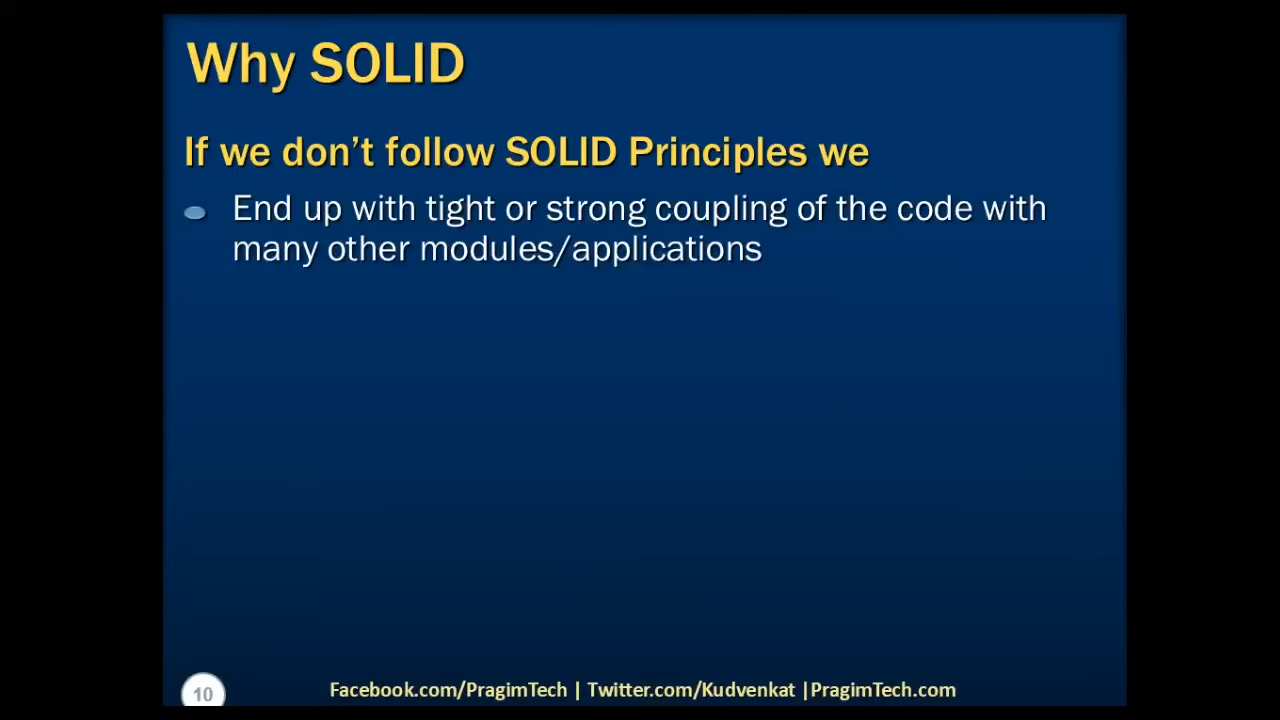 Why SOLID
If we don’t follow SOLID Principles we
End up with tight or strong coupling of the code with
many other modules/applications
10
Facebook.com/PragimTech | Twitter.com/Kudvenkat |PragimTech.com